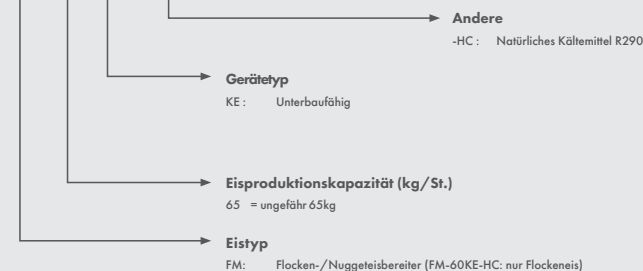 Andere
-HC : Natürliches Kältemittel R290
Gerätetyp
KE : Unterbaufähig
Eisproduktionskapazität (kg/St.)
65 = ungefähr 65kg
Eistyp
FM: Flocken-/Nuggeteisbereiter (FM-60KE-HC: nur Flockeneis)